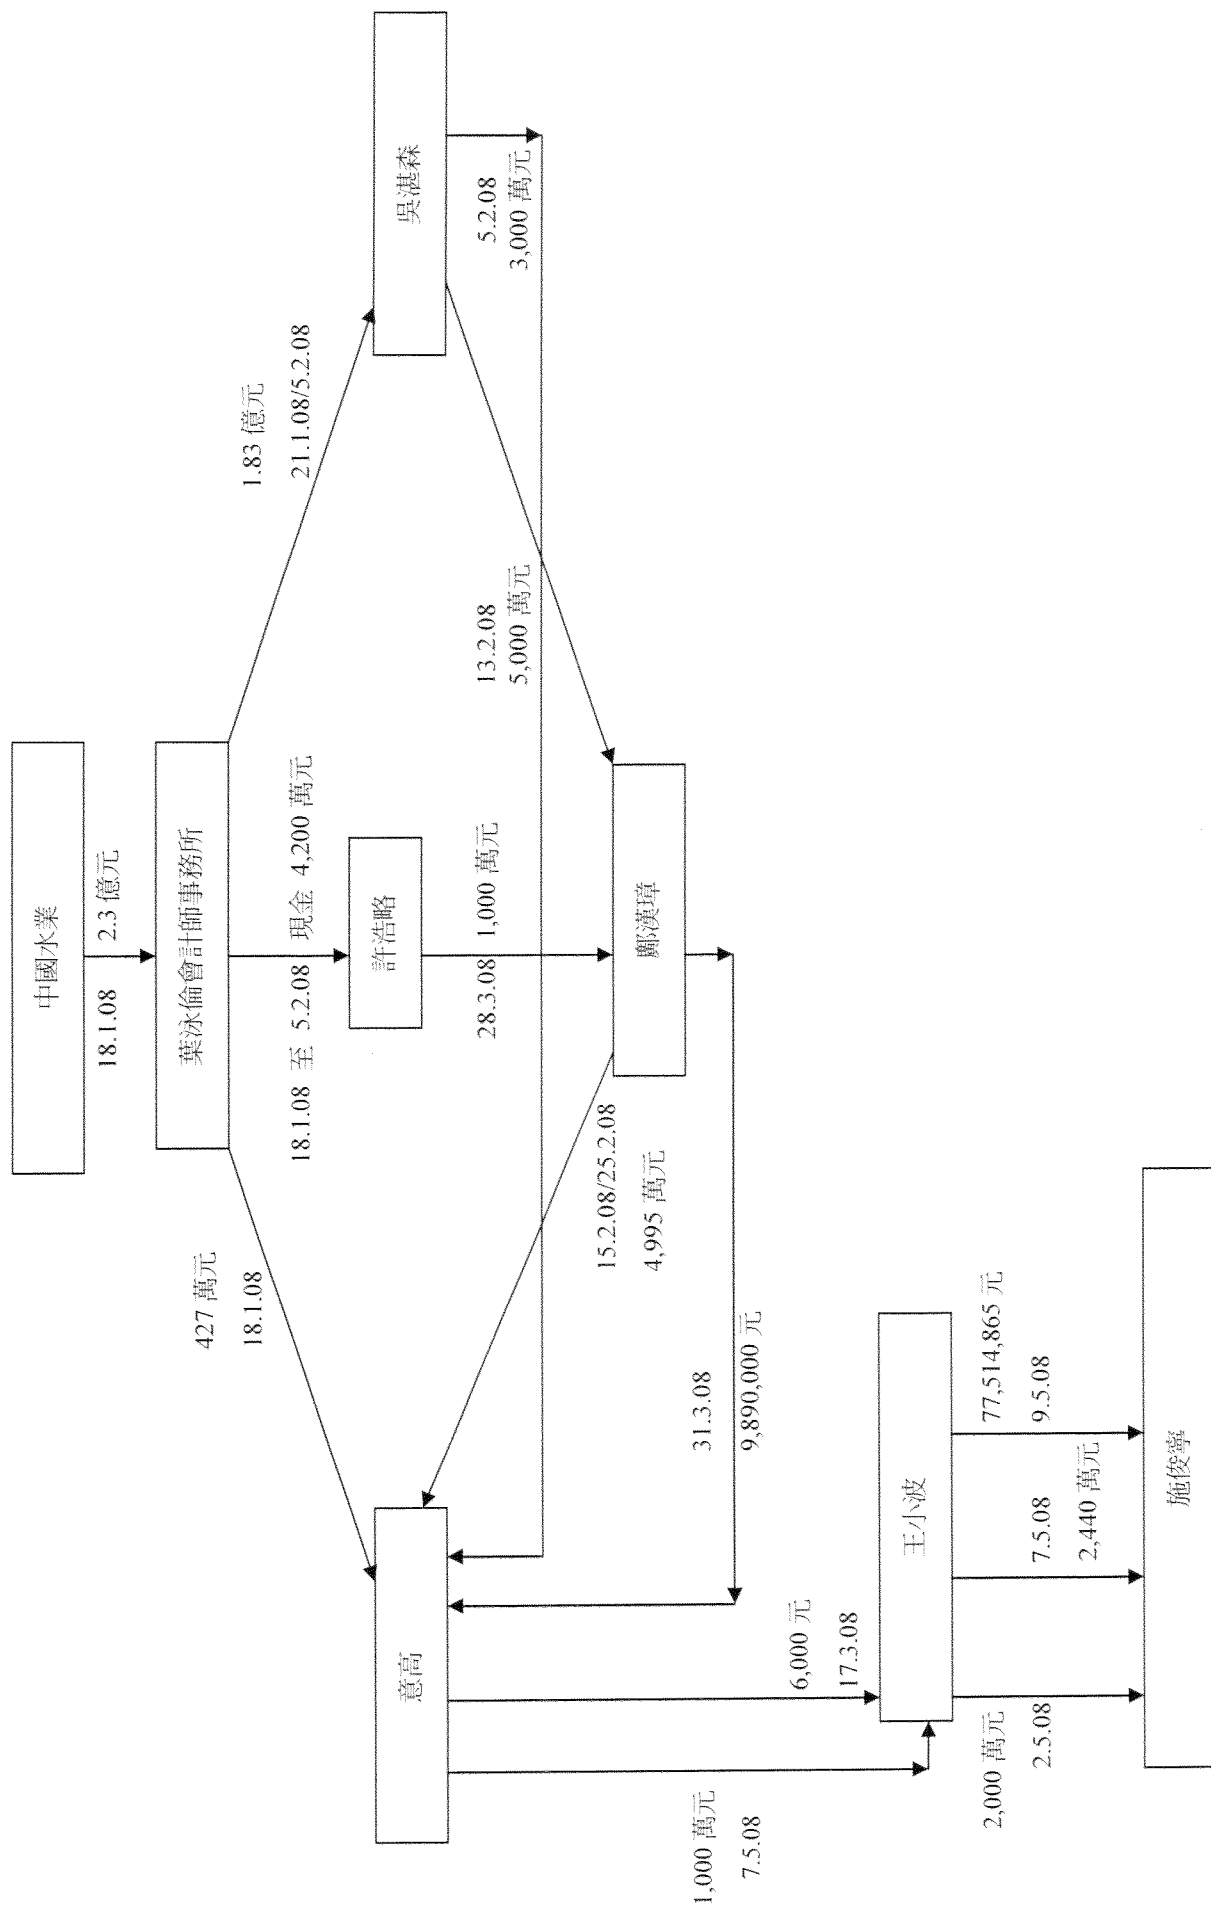 中國水業
18.1.08
2.3 億元
葉泳倫會計師事務所
427 萬元
18.1.08
18.1.08 至 5.2.08
現金 4,200 萬元
1.83 億元
21.1.08/5.2.08
意高
許浩略
吳湛森
28.3.08
1,000 萬元
13.2.08
5,000 萬元
5.2.08
3,000 萬元
15.2.08/25.2.08
4,995 萬元
鄺漢璋
31.3.08
9,890,000 元
1,000 萬元
7.5.08
6,000 元
17.3.08
王小波
2,000 萬元
2.5.08
7.5.08
2,440 萬元
77,514,865 元
9.5.08
施俊寧